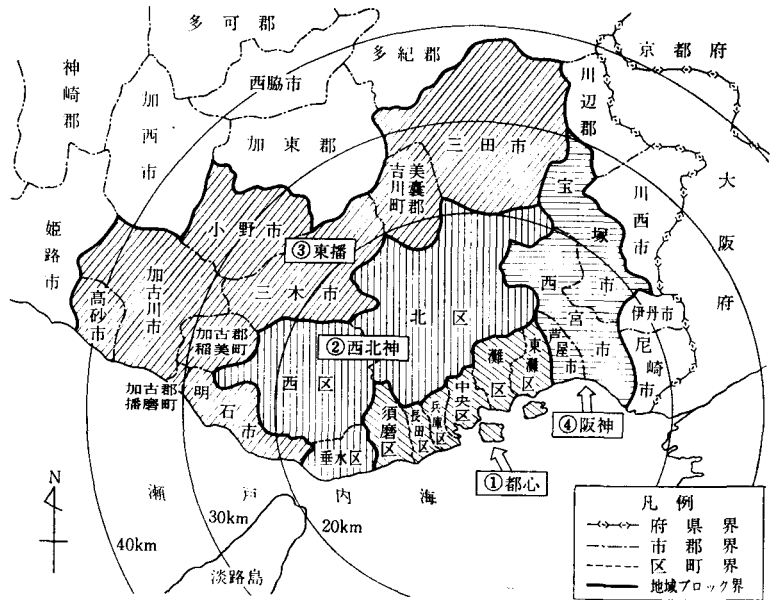 多可郡
多紀郡
京都府
神崎郡
西脇市
川辺郡
加西市
加東郡
三田市
美嚢郡
吉川町
宝塚市
川西市
大阪府
姫路市
小野市
③東播
加古川市
三木市
高砂市
加古郡
稲美町
北区
西宮市
伊丹市
②西北神
西区
灘区
東灘区
芦屋市
尼崎市
加古郡
播磨町
明石市
須磨区
長田区
兵庫区
中央区
④阪神
垂水区
①都心
N
瀬戸内海
20km
30km
40km
淡路島
凡例
府県界
市郡界
区町界
地域ブロック界